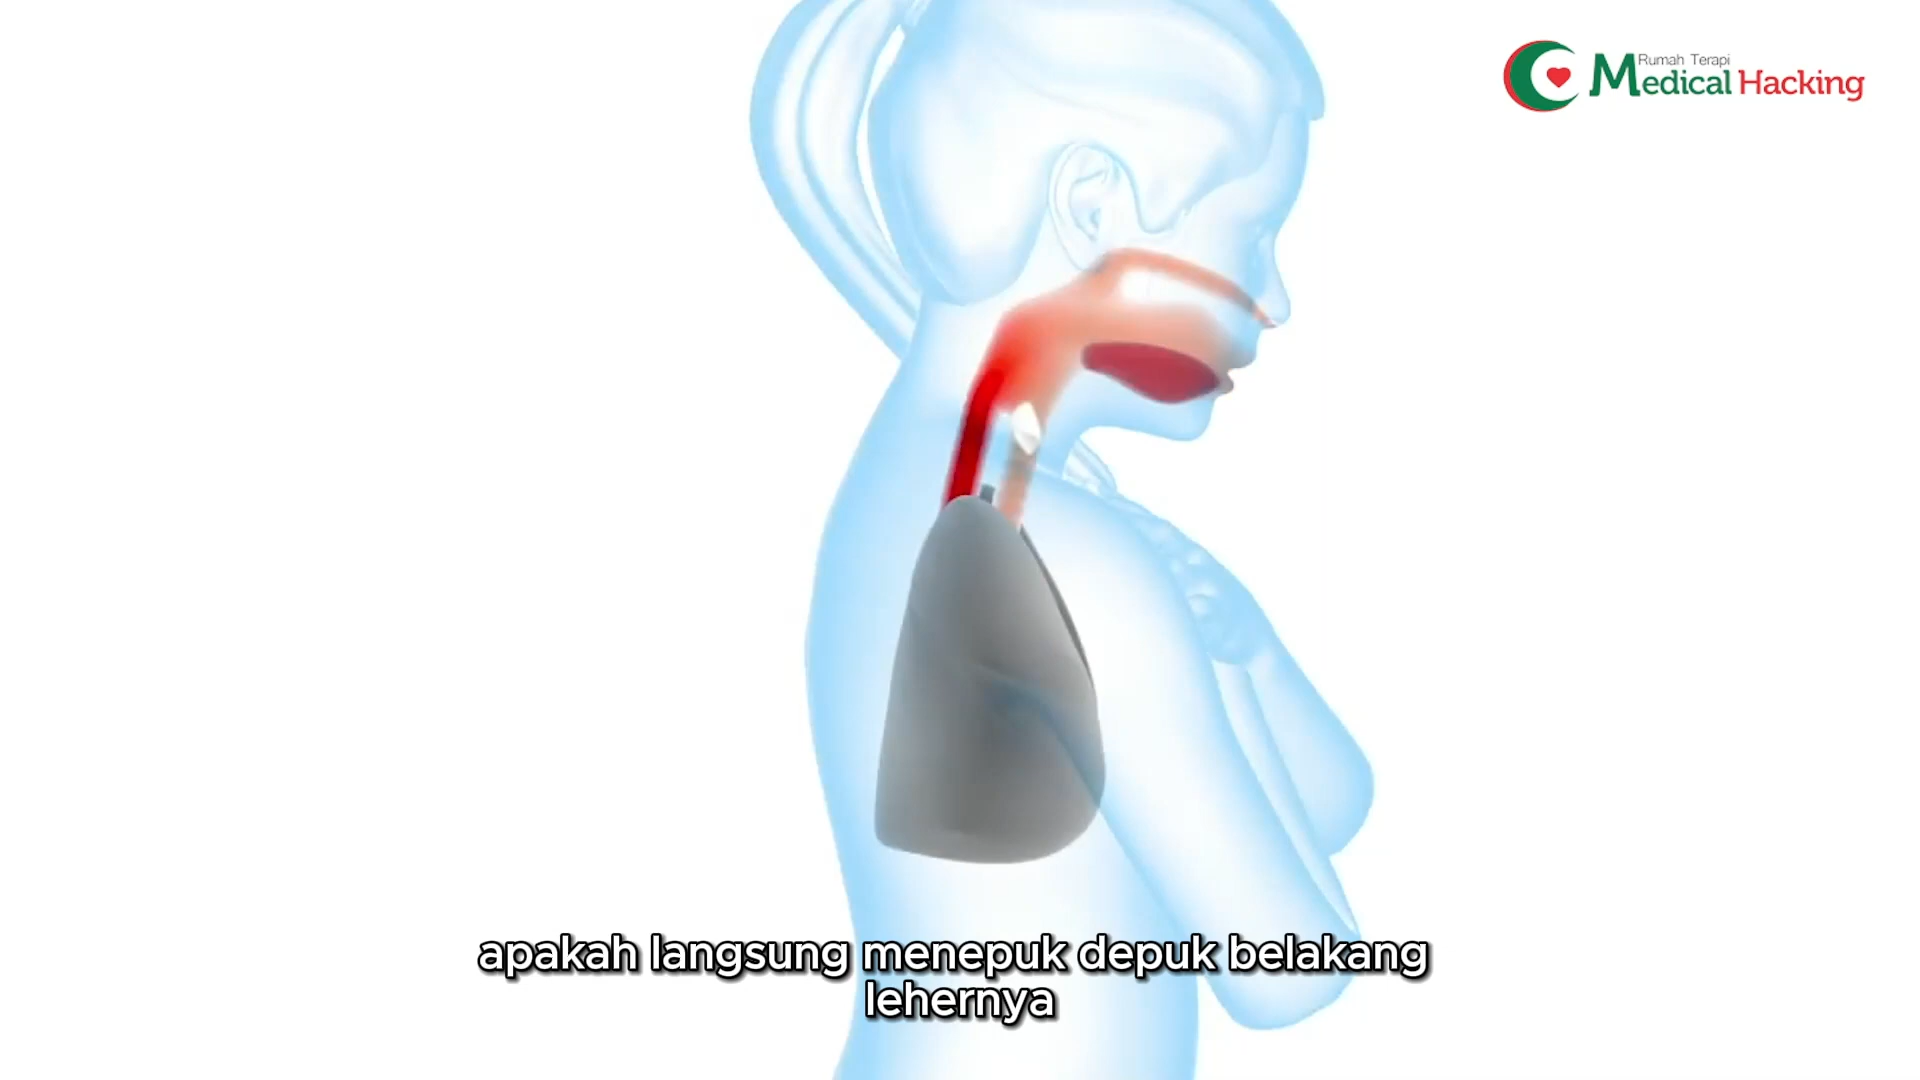 Rumah Terapi
Medical Hacking
apakah langsung menepuk depuk belakang
lehernya